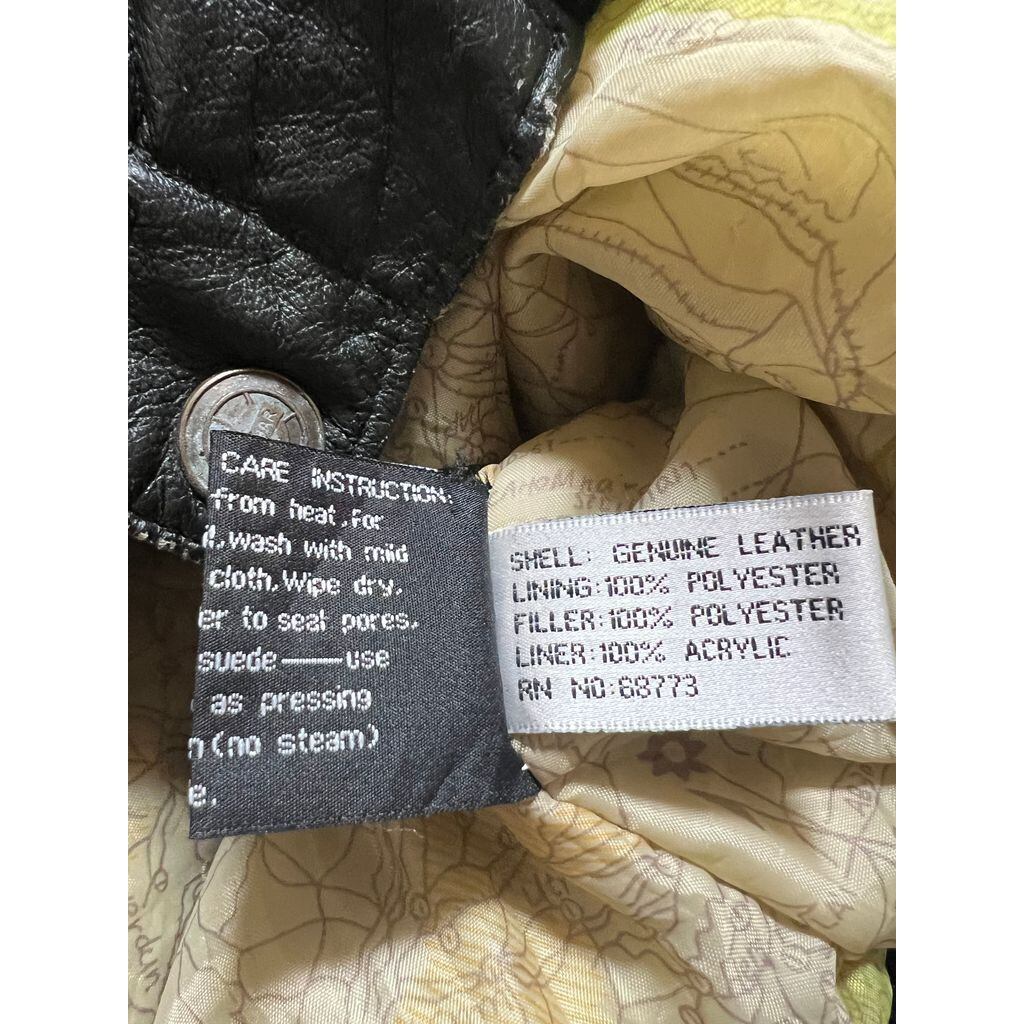 CARE INSTRUCTION:
from heat, For
wash with mild
cloth, Wipe dry,
er to seal pores,
suede——use
as pressing
(no steam)
e.
SHELL: GENUINE LEATHER
LINING:100% POLYESTER
FILLER:100% POLYESTER
LINER:100% ACRYLIC
RN NO:68773